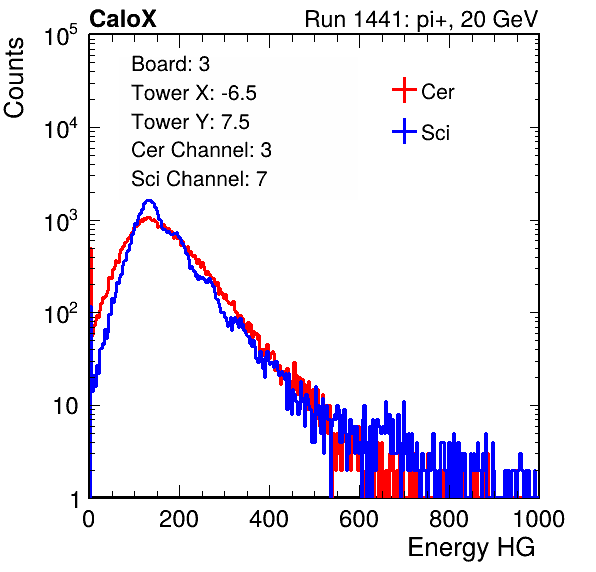 CaloX Run 1441: pi+, 20 GeV
Counts
10^5
10^4
10^3
10^2
10
1
Board: 3
Tower X: -6.5
Tower Y: 7.5
Cer Channel: 3
Sci Channel: 7
Cer
Sci
0 200 400 600 800 1000
Energy HG